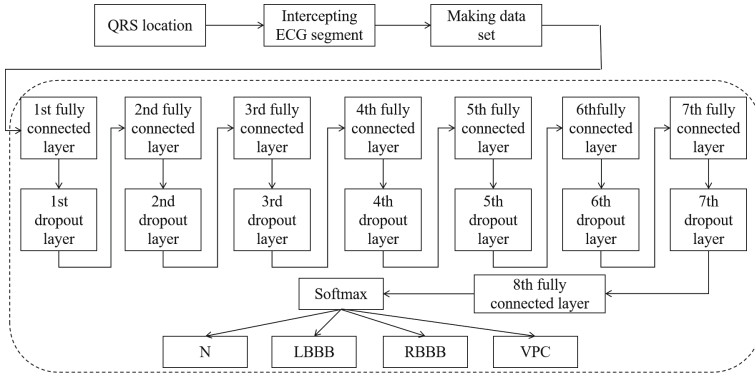 QRS location
Intercepting
ECG segment
Making data
set
1st fully
connected
layer
2nd fully
connected
layer
3rd fully
connected
layer
4th fully
connected
layer
5th fully
connected
layer
6thfully
connected
layer
7th fully
connected
layer
1st
dropout
layer
2nd
dropout
layer
3rd
dropout
layer
4th
dropout
layer
5th
dropout
layer
6th
dropout
layer
7th
dropout
layer
Softmax
8th fully
connected layer
N
LBBB
RBBB
VPC